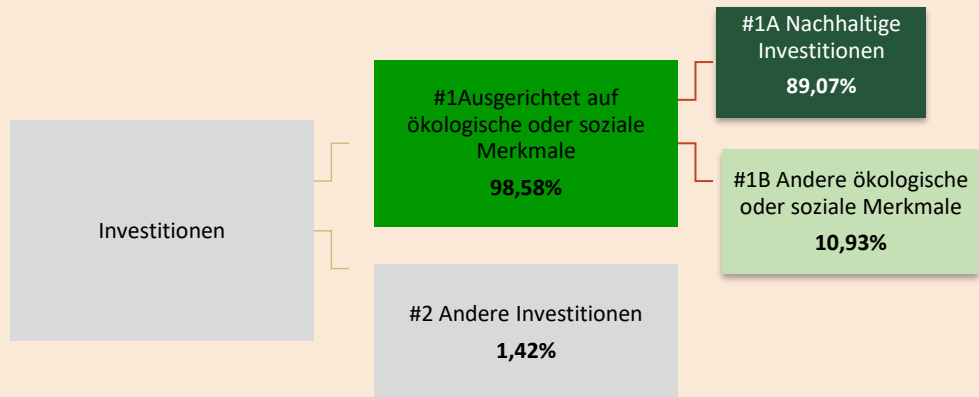 Investitionen
#1Ausgerichtet auf
ökologische oder soziale
Merkmale
98,58%
#2 Andere Investitionen
1,42%
#1A Nachhaltige
Investitionen
89,07%
#1B Andere ökologische
oder soziale Merkmale
10,93%